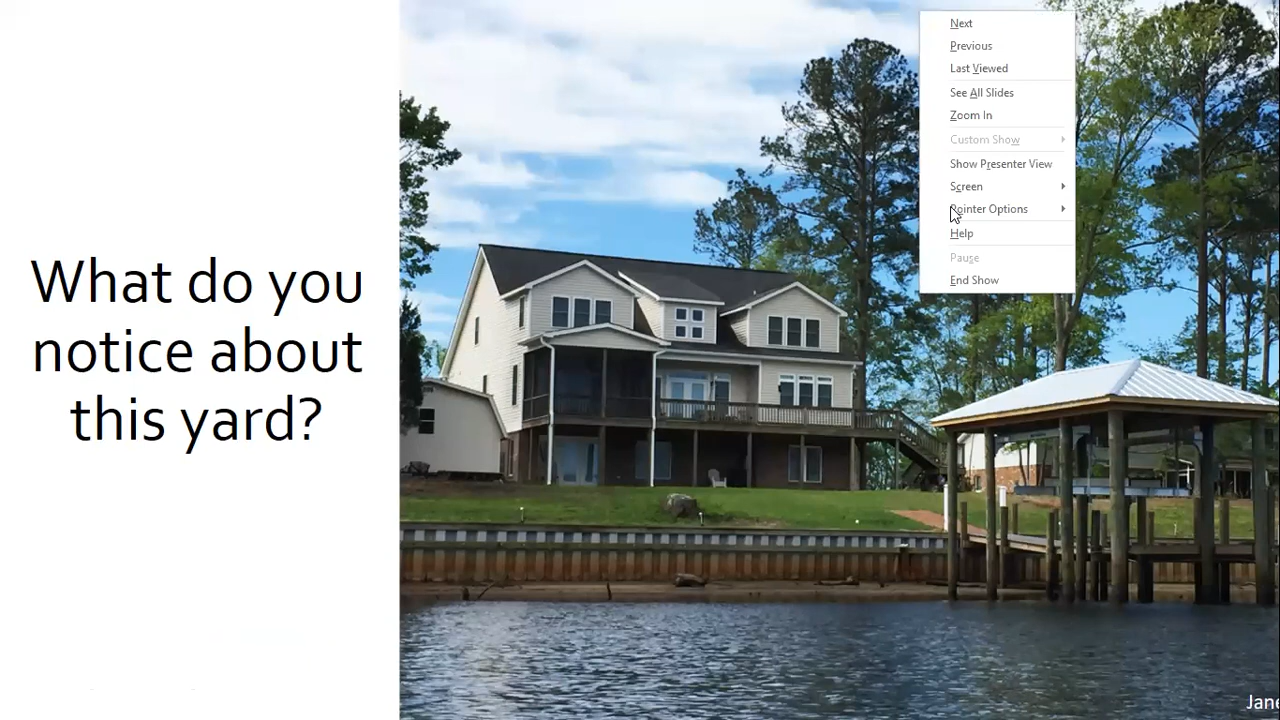 What do you
notice about
this yard?
Next
Previous
Last Viewed
See All Slides
Zoom In
Custom Show
Show Presenter View
Screen
Pointer Options
Help
Pause
End Show
Jan